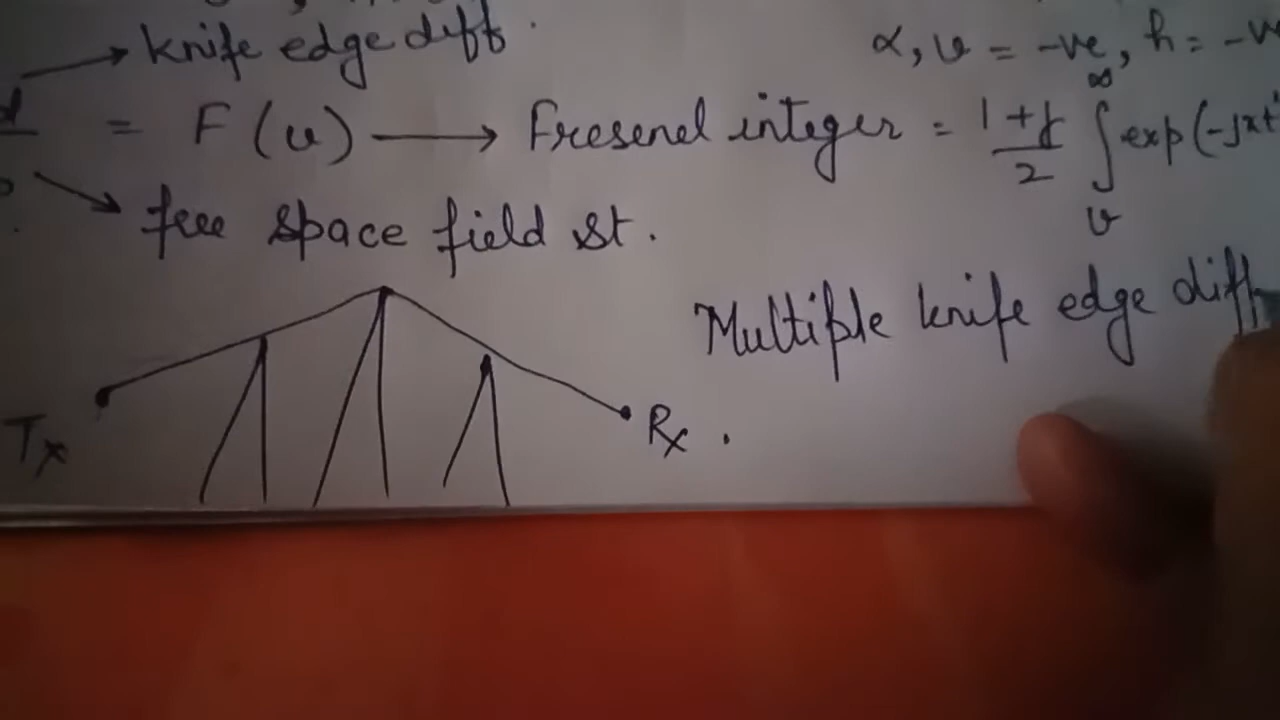 knife edge diff.
α, υ = -ve, h = -ve
= F(υ) → Fresenel integer = 1+j/2 ∫ υ ∞ exp(-jπt
free space field st.
Multiple knife edge diff
Tx
Rx.